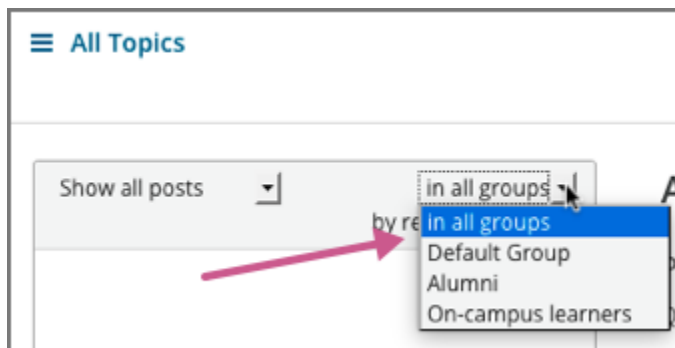 All Topics
Show all posts
in all groups
by re
in all groups
Default Group
Alumni
On-campus learners